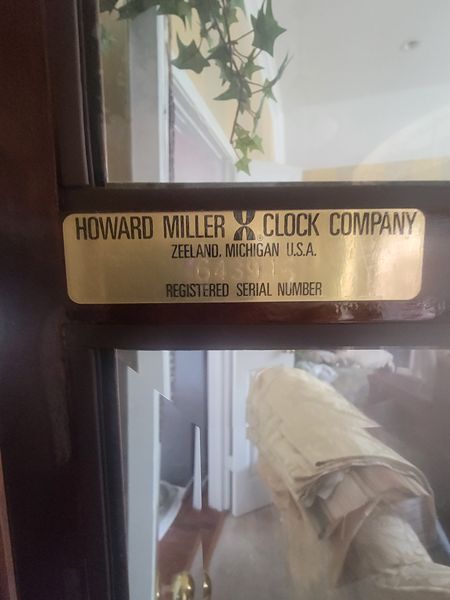 HOWARD MILLER CLOCK COMPANY
ZEELAND, MICHIGAN U.S.A.
REGISTERED SERIAL NUMBER